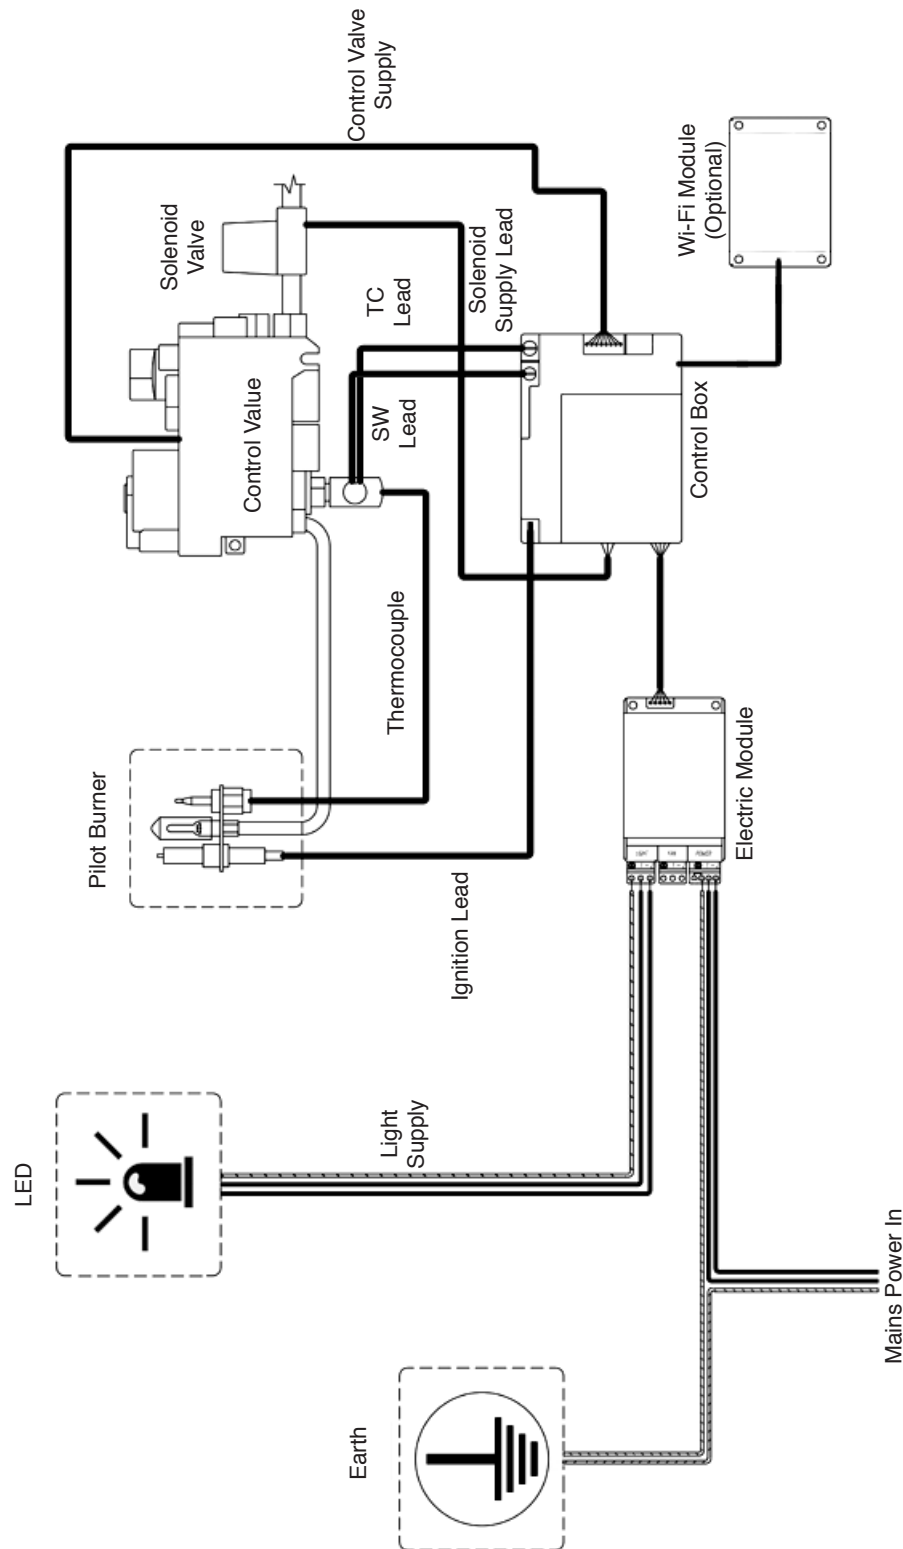 LED
Earth
Mains Power In
Light
Supply
Pilot Burner
Ignition Lead
Thermocouple
Electric Module
POWER
Control Value
Solenoid
Valve
SW
Lead
TC
Lead
Solenoid
Supply Lead
Control Valve
Supply
Control Box
Wi-Fi Module
(Optional)